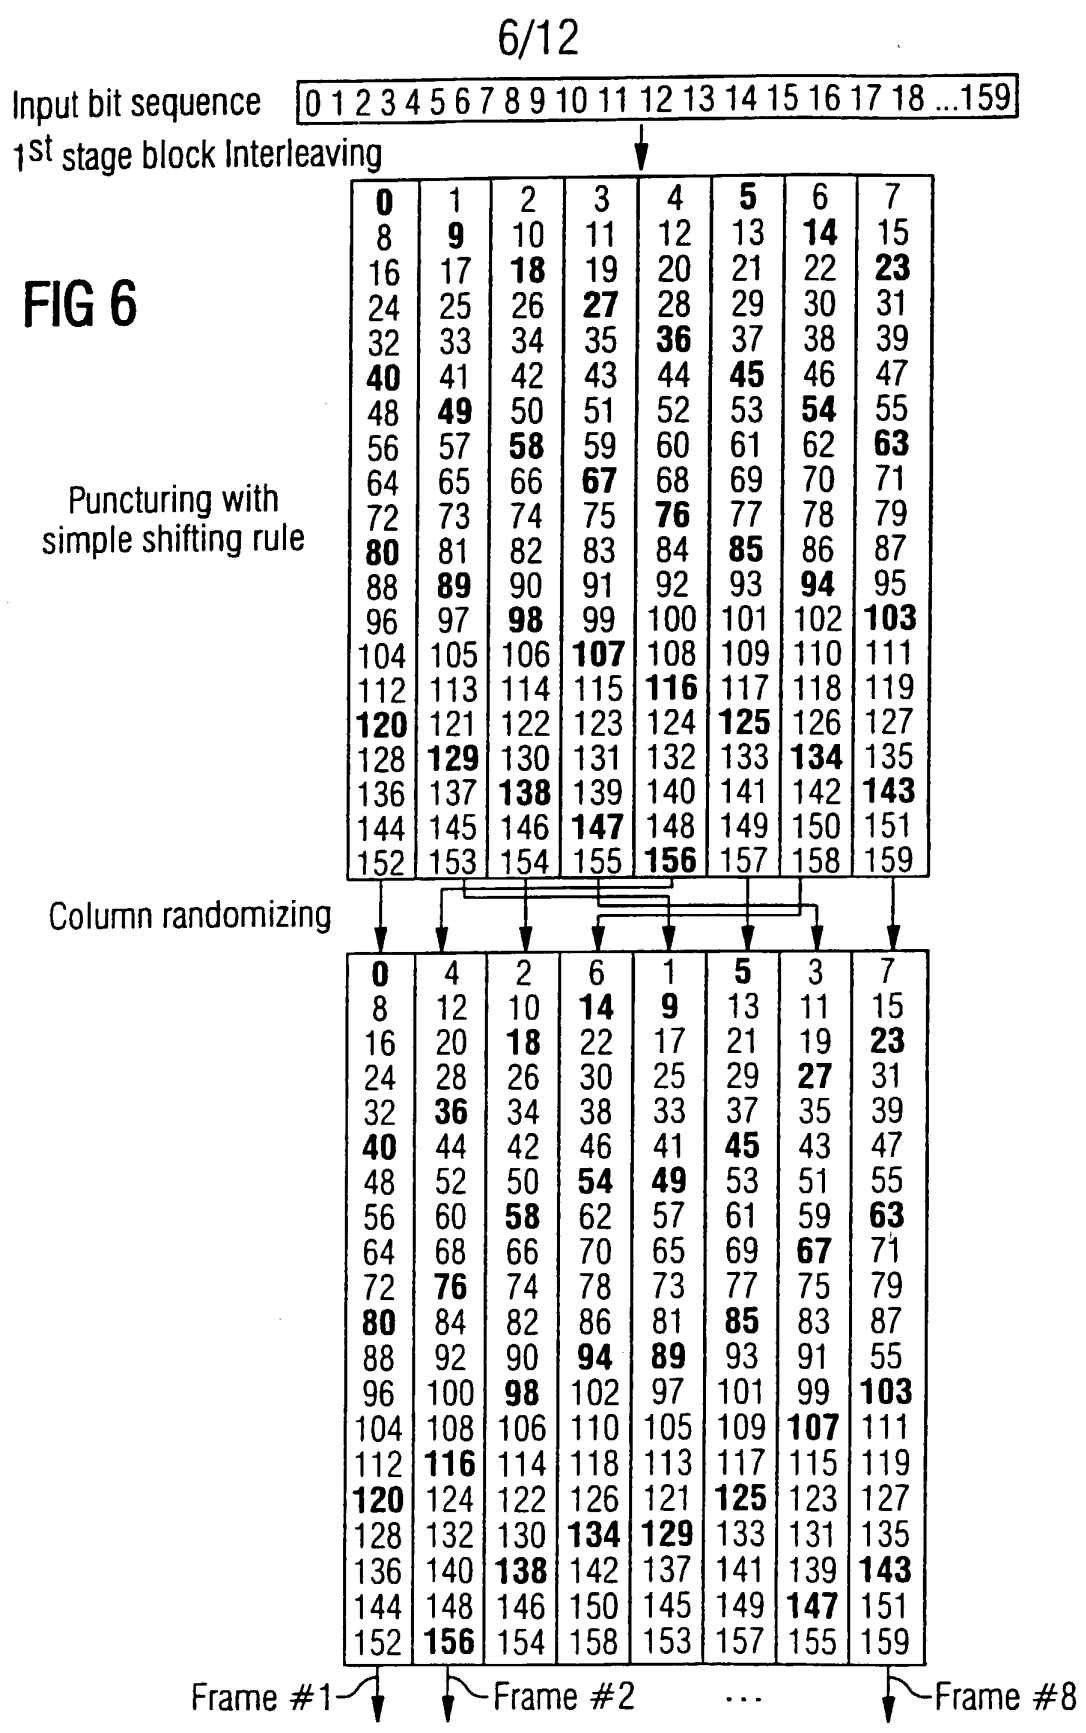 6/12
Input bit sequence 0 1 2 3 4 5 6 7 8 9 10 11 12 13 14 15 16 17 18 ...159
1st stage block Interleaving
0 1 2 3 4 5 6 7
8 9 10 11 12 13 14 15
16 17 18 19 20 21 22 23
FIG 6
24 25 26 27 28 29 30 31
32 33 34 35 36 37 38 39
40 41 42 43 44 45 46 47
48 49 50 51 52 53 54 55
56 57 58 59 60 61 62 63
64 65 66 67 68 69 70 71
Puncturing with
72 73 74 75 76 77 78 79
simple shifting rule
80 81 82 83 84 85 86 87
88 89 90 91 92 93 94 95
96 97 98 99 100 101 102 103
104 105 106 107 108 109 110 111
112 113 114 115 116 117 118 119
120 121 122 123 124 125 126 127
128 129 130 131 132 133 134 135
136 137 138 139 140 141 142 143
144 145 146 147 148 149 150 151
152 153 154 155 156 157 158 159
Column randomizing
0 4 2 6 1 5 3 7
8 12 10 14 9 13 11 15
16 20 18 22 17 21 19 23
24 28 26 30 25 29 27 31
32 36 34 38 33 37 35 39
40 44 42 46 41 45 43 47
48 52 50 54 49 53 51 55
56 60 58 62 57 61 59 63
64 68 66 70 65 69 67 71
72 76 74 78 73 77 75 79
80 84 82 86 81 85 83 87
88 92 90 94 89 93 91 55
96 100 98 102 97 101 99 103
104 108 106 110 105 109 107 111
112 116 114 118 113 117 115 119
120 124 122 126 121 125 123 127
128 132 130 134 129 133 131 135
136 140 138 142 137 141 139 143
144 148 146 150 145 149 147 151
152 156 154 158 153 157 155 159
Frame #1 Frame #2 ... Frame #8